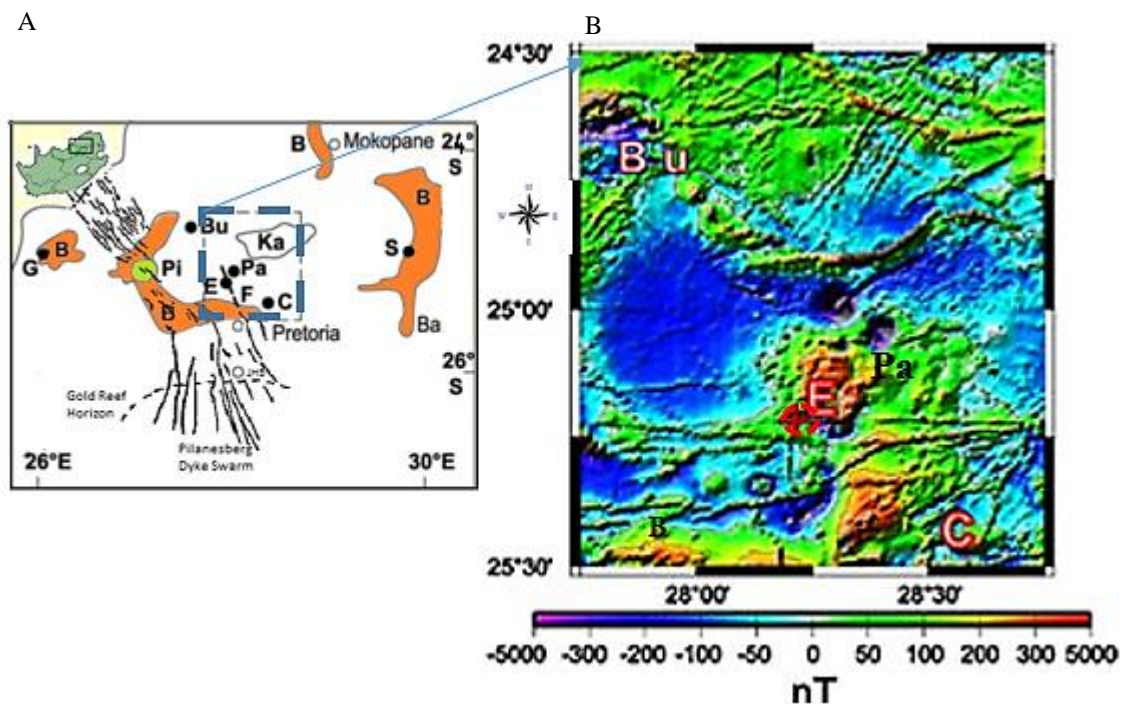 A
B
24°30'
B
Mokopane
24°
S
Bu
B
B u
Ka
B
S
G
Pi
Pa
E
F
C
25°00'
Pretoria
Ba
Pa
26°
S
E
Gold Reef
Horizon
Pilanesberg
Dyke Swarm
26°E
30°E
B
C
25°30'
28°00' 28°30'
-5000 -300 -200 -100 -50 0 50 100 200 300 5000
nT